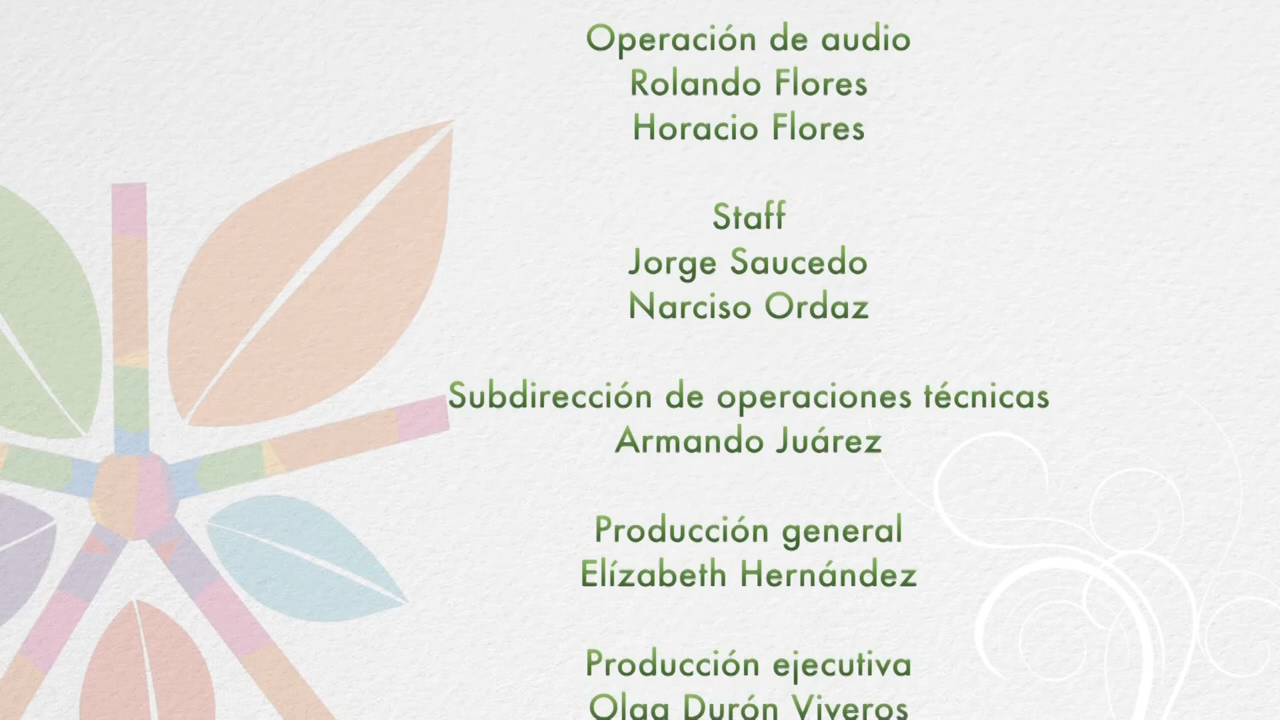 Operación de audio
Rolando Flores
Horacio Flores
Staff
Jorge Saucedo
Narciso Ordaz
Subdirección de operaciones técnicas
Armando Juárez
Producción general
Elízabeth Hernández
Producción ejecutiva
Olga Durón Viveros